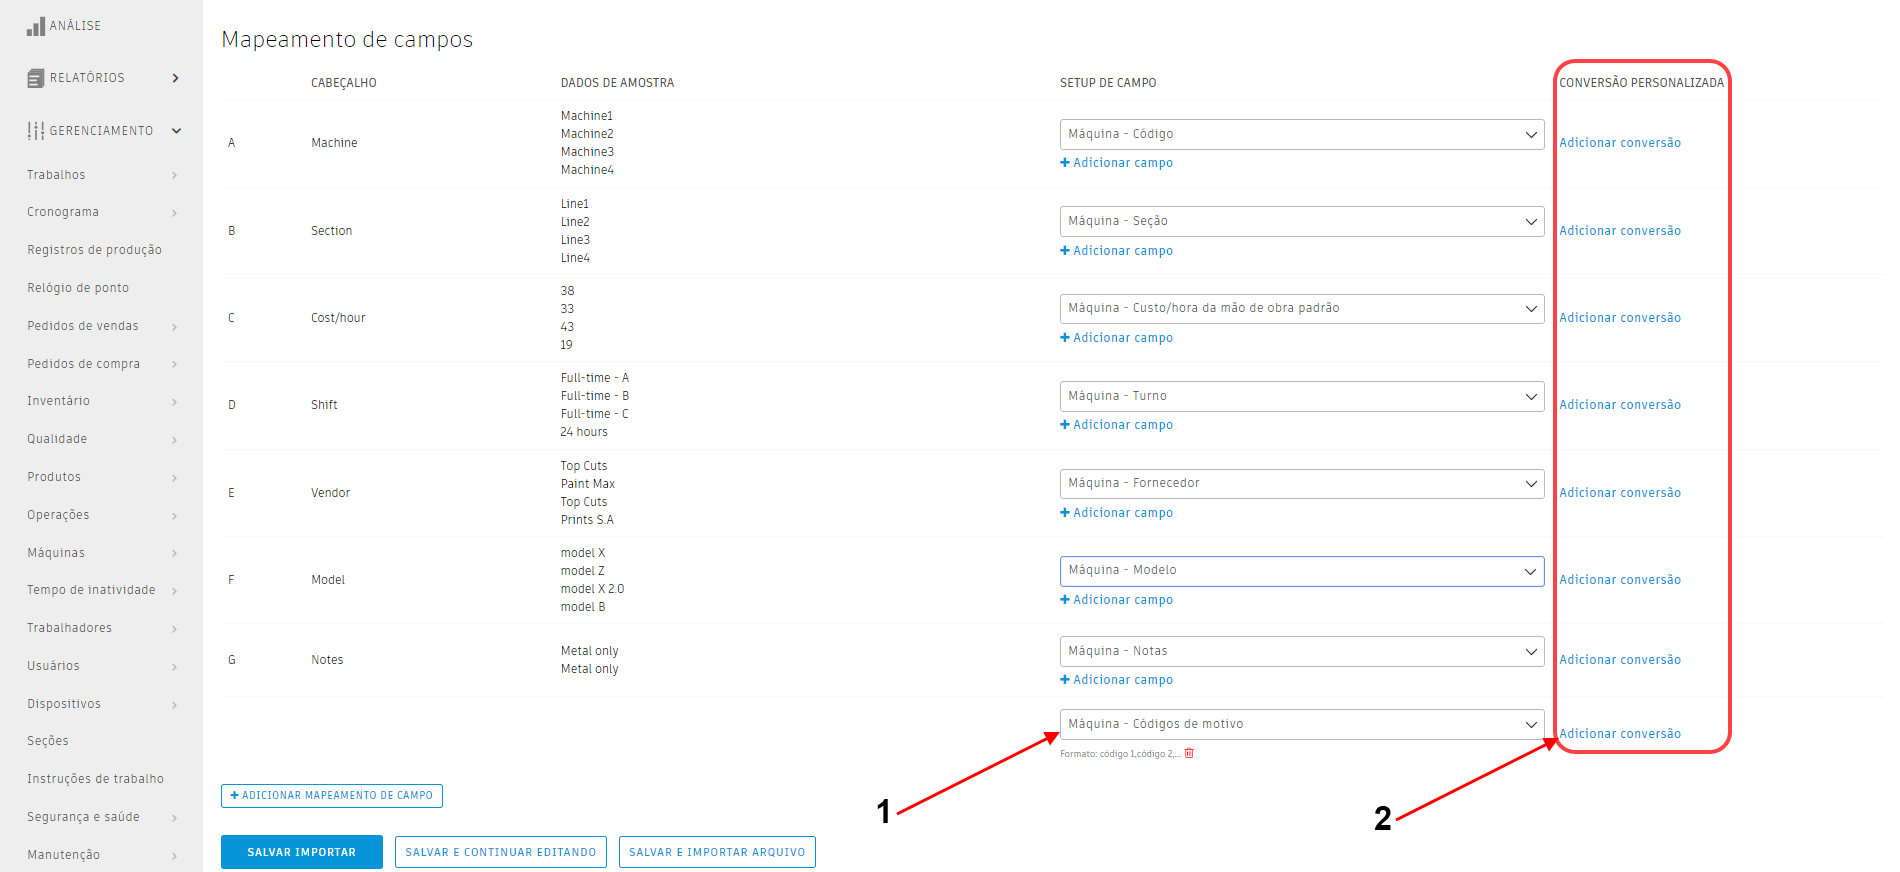 ANÁLISE
RELATÓRIOS
GERENCIAMENTO
Trabalhos
Cronograma
Registros de produção
Relógio de ponto
Pedidos de vendas
Pedidos de compra
Inventário
Qualidade
Produtos
Operações
Máquinas
Tempo de inatividade
Trabalhadores
Usuários
Dispositivos
Seções
Instruções de trabalho
Segurança e saúde
Manutenção
Mapeamento de campos
CABEÇALHO DADOS DE AMOSTRA SETUP DE CAMPO CONVERSÃO PERSONALIZADA
A Machine
Machine1
Machine2
Machine3
Machine4
Máquina - Código
+ Adicionar campo
Adicionar conversão
B Section
Line1
Line2
Line3
Line4
Máquina - Seção
+ Adicionar campo
Adicionar conversão
C Cost/hour
38
33
43
19
Máquina - Custo/hora da mão de obra padrão
+ Adicionar campo
Adicionar conversão
D Shift
Full-time - A
Full-time - B
Full-time - C
24 hours
Máquina - Turno
+ Adicionar campo
Adicionar conversão
E Vendor
Top Cuts
Paint Max
Top Cuts
Prints S.A
Máquina - Fornecedor
+ Adicionar campo
Adicionar conversão
F Model
model X
model Z
model X 2.0
model B
Máquina - Modelo
+ Adicionar campo
Adicionar conversão
G Notes
Metal only
Metal only
Máquina - Notas
+ Adicionar campo
Adicionar conversão
Máquina - Códigos de motivo
Formato: código 1,código 2,...
Adicionar conversão
1
2
+ ADICIONAR MAPEAMENTO DE CAMPO
SALVAR IMPORTAR SALVAR E CONTINUAR EDITANDO SALVAR E IMPORTAR ARQUIVO